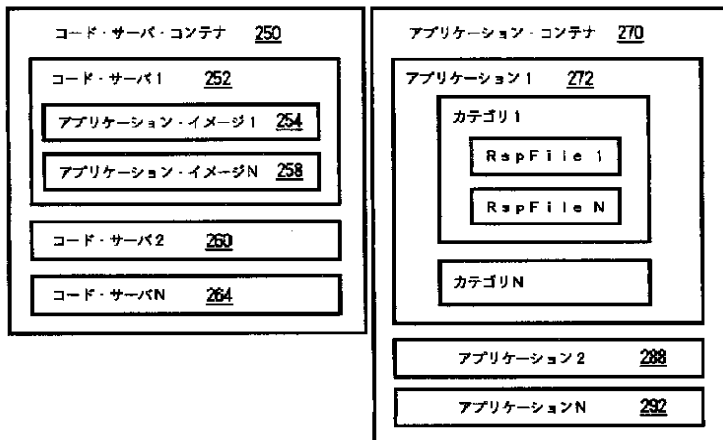 コード・サーバ・コンテナ 250
コード・サーバ1 252
アプリケーション・イメージ1 254
アプリケーション・イメージN 258
コード・サーバ2 260
コード・サーバN 264
アプリケーション・コンテナ 270
アプリケーション1 272
カテゴリ1
RspFile 1
RspFile N
カテゴリN
アプリケーション2 288
アプリケーションN 292